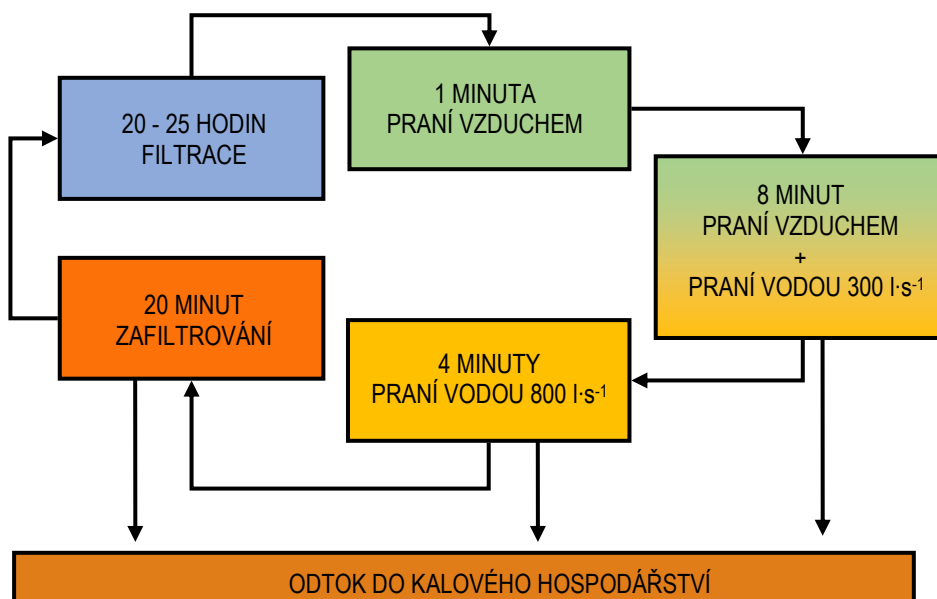 20 - 25 HODIN
FILTRACE
1 MINUTA
PRANÍ VZDUCHEM
8 MINUT
PRANÍ VZDUCHEM
+
PRANÍ VODOU 300 l·s⁻¹
4 MINUTY
PRANÍ VODOU 800 l·s⁻¹
20 MINUT
ZAFILTROVÁNÍ
ODTOK DO KALOVÉHO HOSPODÁŘSTVÍ